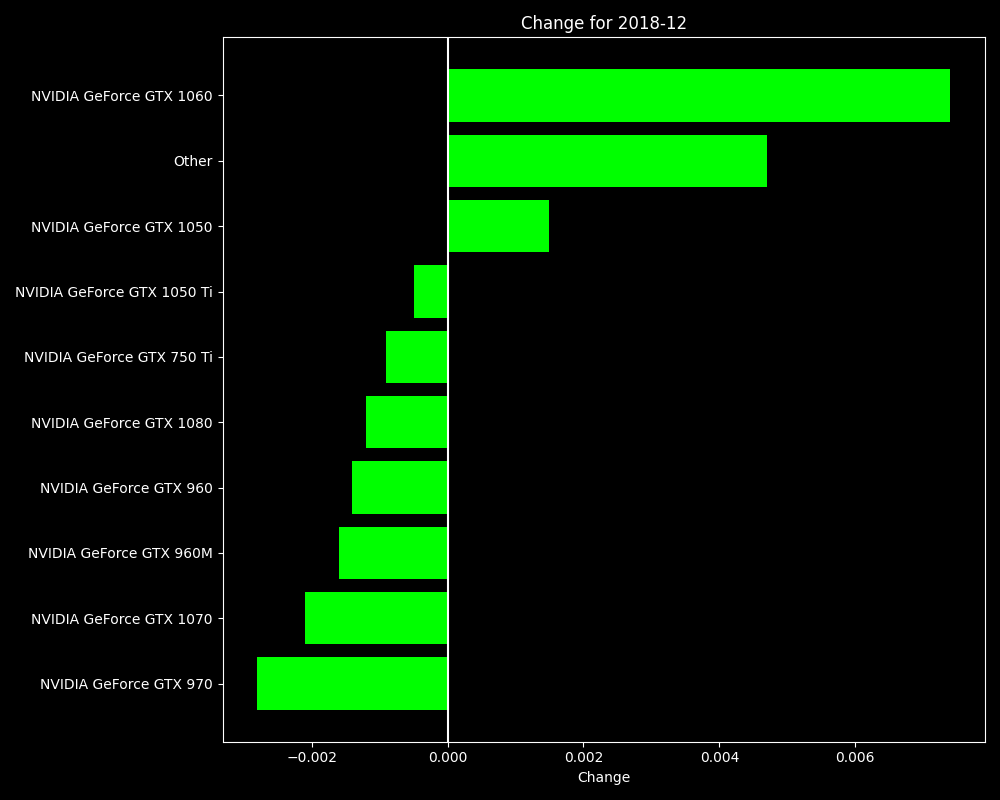 Change for 2018-12
NVIDIA GeForce GTX 1060
Other
NVIDIA GeForce GTX 1050
NVIDIA GeForce GTX 1050 Ti
NVIDIA GeForce GTX 750 Ti
NVIDIA GeForce GTX 1080
NVIDIA GeForce GTX 960
NVIDIA GeForce GTX 960M
NVIDIA GeForce GTX 1070
NVIDIA GeForce GTX 970
−0.002 0.000 0.002 0.004 0.006
Change